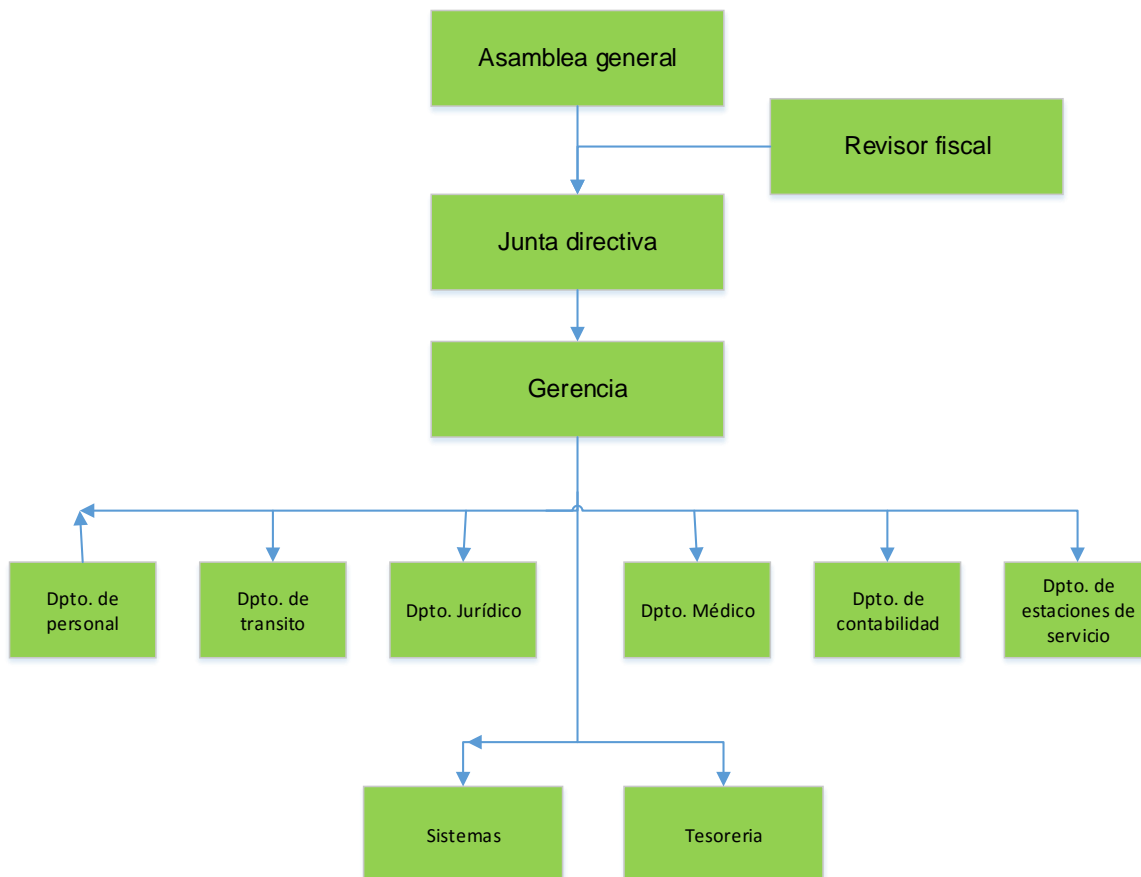 Asamblea general
Revisor fiscal
Junta directiva
Gerencia
Dpto. de
personal
Dpto. de
transito
Dpto. Jurídico
Dpto. Médico
Dpto. de
contabilidad
Dpto. de
estaciones de
servicio
Sistemas
Tesoreria